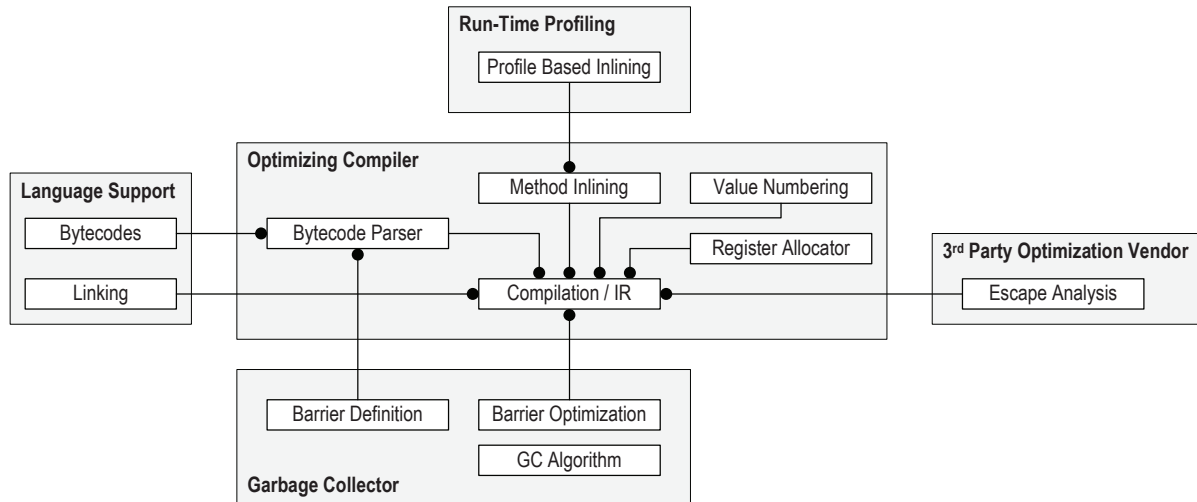 Run-Time Profiling
Profile Based Inlining
Optimizing Compiler
Method Inlining
Value Numbering
Language Support
Bytecodes
Bytecode Parser
Register Allocator
3rd Party Optimization Vendor
Linking
Compilation / IR
Escape Analysis
Barrier Definition
Barrier Optimization
GC Algorithm
Garbage Collector